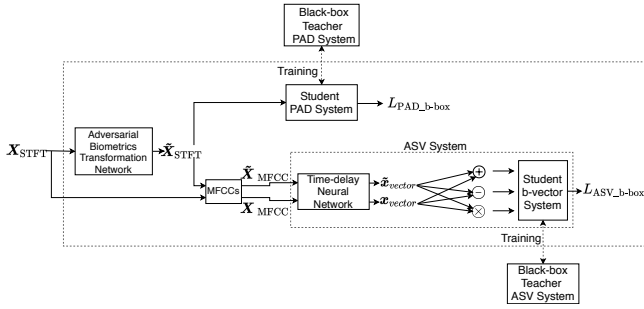 Black-box
Teacher
PAD System
Training
Student
PAD System
L_PAD_b-box
X_STFT
Adversarial
Biometrics
Transformation
Network
X̃_STFT
ASV System
MFCCs
X̃_MFCC
X_MFCC
Time-delay
Neural
Network
x̃_vector
x_vector
+
−
×
Student
b-vector
System
L_ASV_b-box
Training
Black-box
Teacher
ASV System